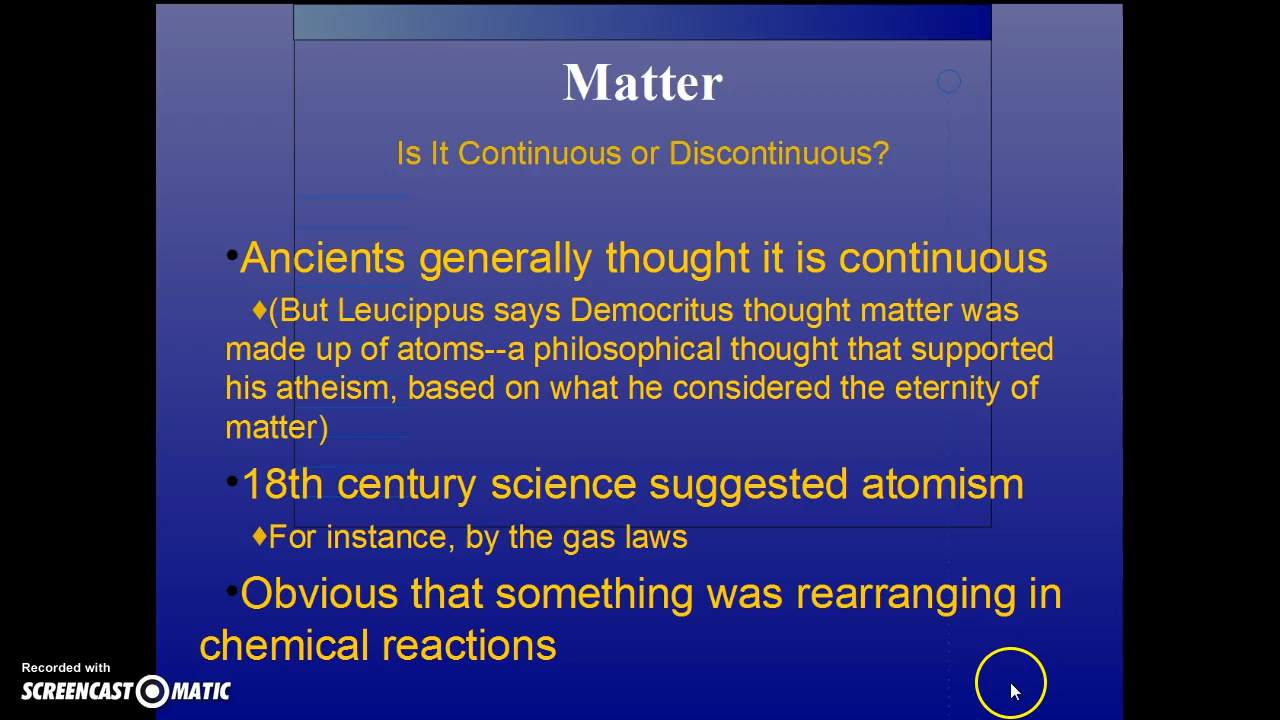 Matter
Is It Continuous or Discontinuous?
•Ancients generally thought it is continuous
♦(But Leucippus says Democritus thought matter was
made up of atoms--a philosophical thought that supported
his atheism, based on what he considered the eternity of
matter)
•18th century science suggested atomism
♦For instance, by the gas laws
•Obvious that something was rearranging in
chemical reactions
Recorded with
SCREENCAST MATIC